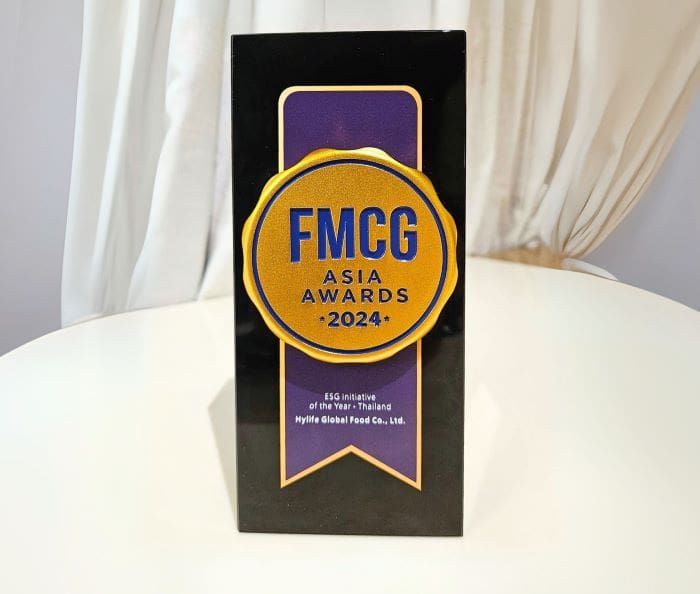 FMCG
ASIA
AWARDS
★2024★
ESG Initiative
of the Year • Thailand
Hylife Global Food Co., Ltd.